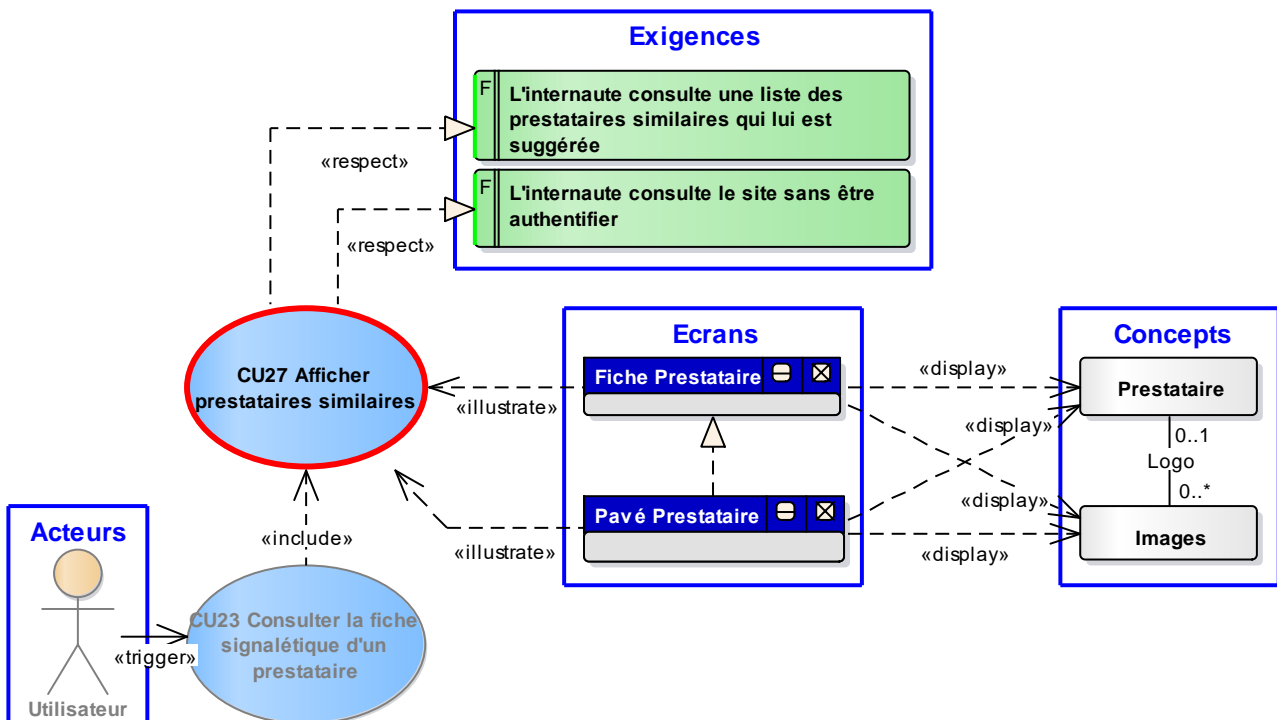 Exigences
F
L'internaute consulte une liste des
prestataires similaires qui lui est
suggérée
«respect»
F
L'internaute consulte le site sans être
authentifier
«respect»
Ecrans
Concepts
CU27 Afficher
prestataires similaires
Fiche Prestataire
«illustrate»
«display»
Prestataire
«display»
0..1
Logo
0..*
«display»
Pavé Prestataire
«illustrate»
«display»
Images
Acteurs
«include»
CU23 Consulter la fiche
signalétique d'un
prestataire
«trigger»
Utilisateur